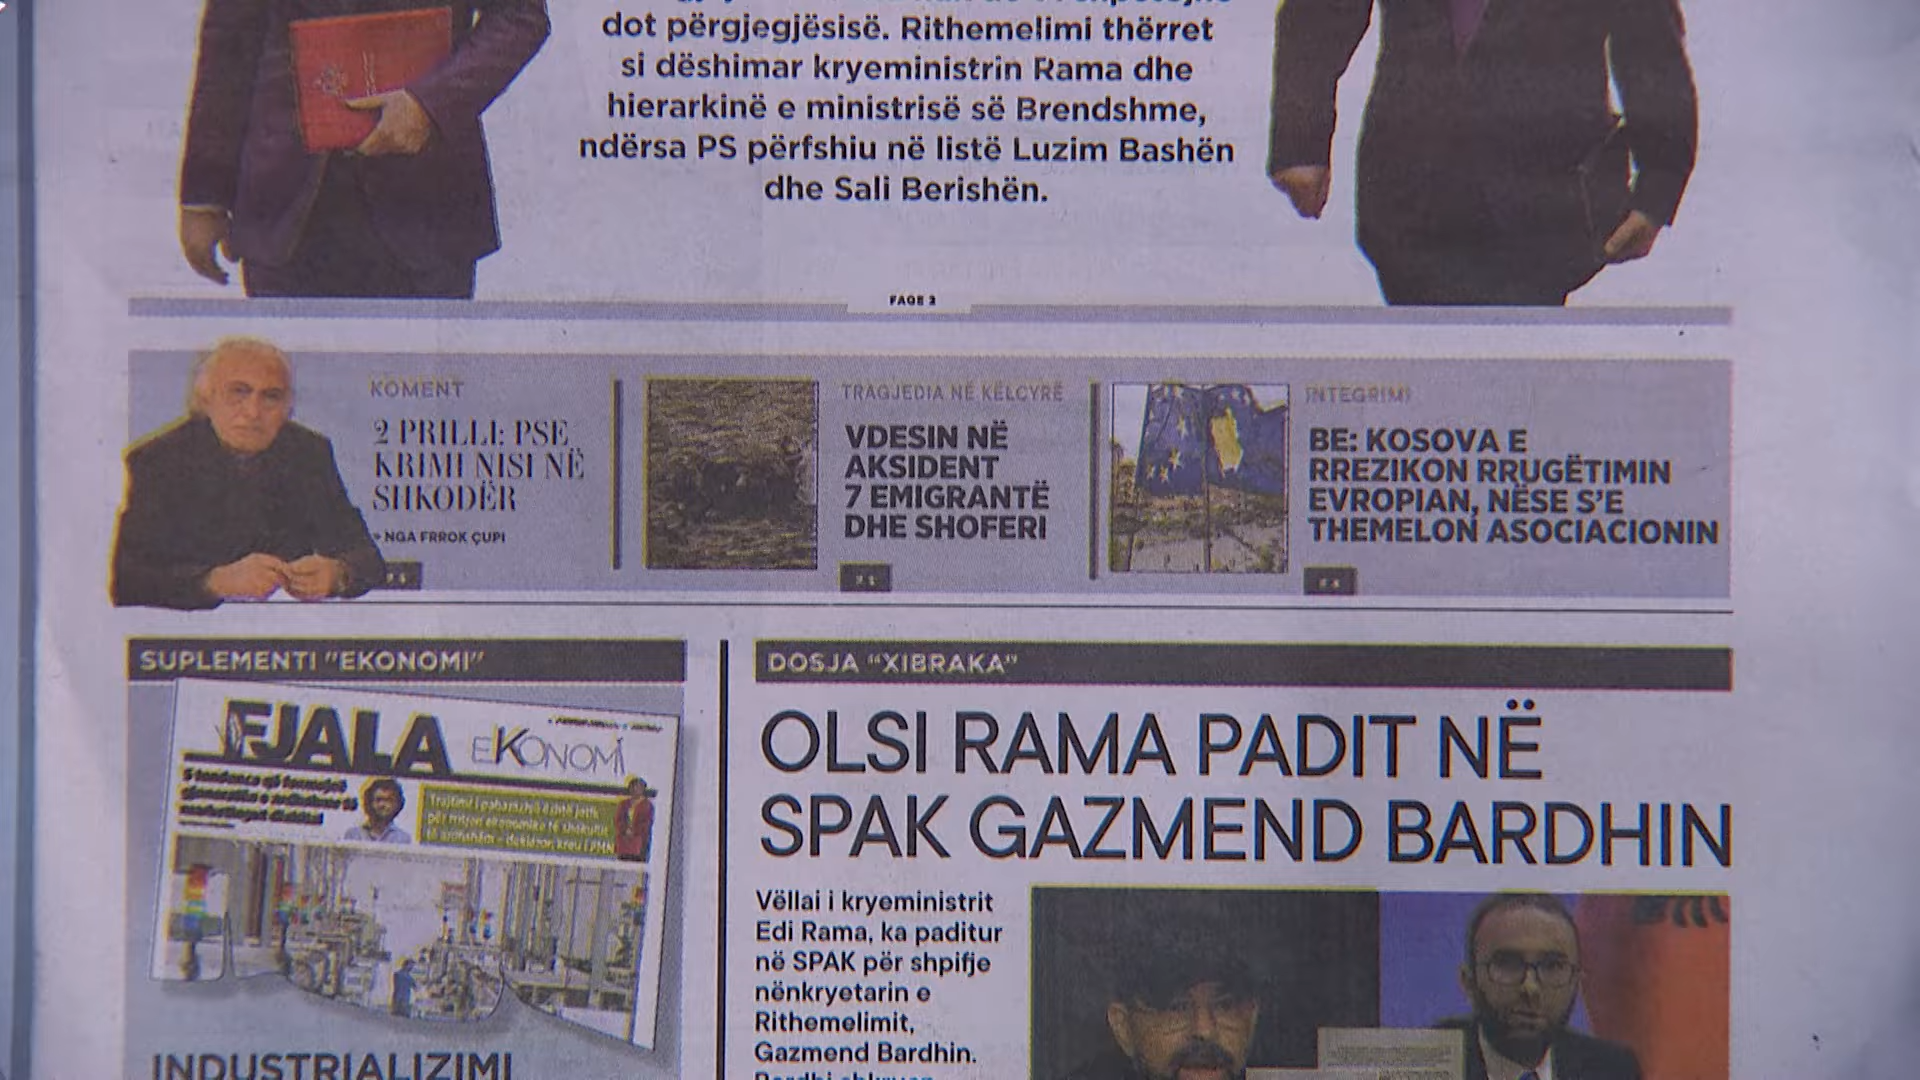 dot përgjegjësisë. Rithemelimi thërret
si dëshimar kryeministrin Rama dhe
hierarkinë e ministrisë së Brendshme,
ndërsa PS përfshiu në listë Luzim Bashën
dhe Sali Berishën.
FAQE 2
KOMENT
2 PRILLI: PSE
KRIMI NISI NË
SHKODËR
» NGA FRROK ÇUPI
TRAGJEDIA NË KËLCYRË
VDESIN NË
AKSIDENT
7 EMIGRANTË
DHE SHOFERI
INTEGRIMI
BE: KOSOVA E
RREZIKON RRUGËTIMIN
EVROPIAN, NËSE S'E
THEMELON ASOCIACIONIN
SUPLEMENTI "EKONOMI"
FJALA
EKONOMI
INDUSTRIALIZIMI
DOSJA "XIBRAKA"
OLSI RAMA PADIT NË
SPAK GAZMEND BARDHIN
Vëllai i kryeministrit
Edi Rama, ka paditur
në SPAK për shpifje
nënkryetarin e
Rithemelimit,
Gazmend Bardhin.